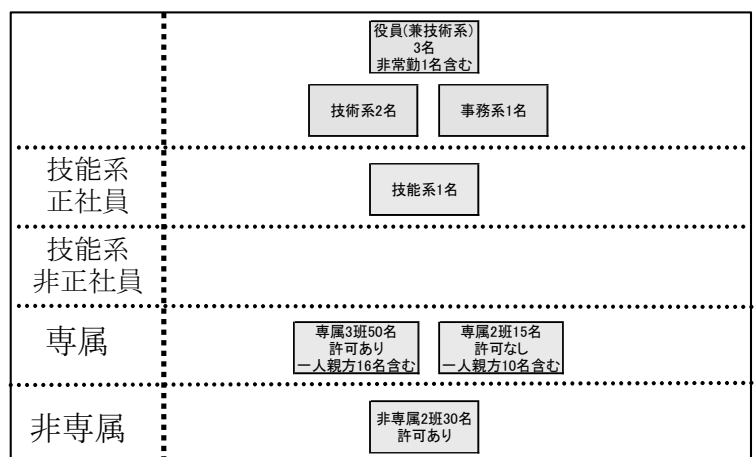 役員(兼技術系)
3名
非常勤1名含む
技術系2名
事務系1名
技能系
正社員
技能系1名
技能系
非正社員
専属
専属3班50名
許可あり
一人親方16名含む
専属2班15名
許可なし
一人親方10名含む
非専属
非専属2班30名
許可あり